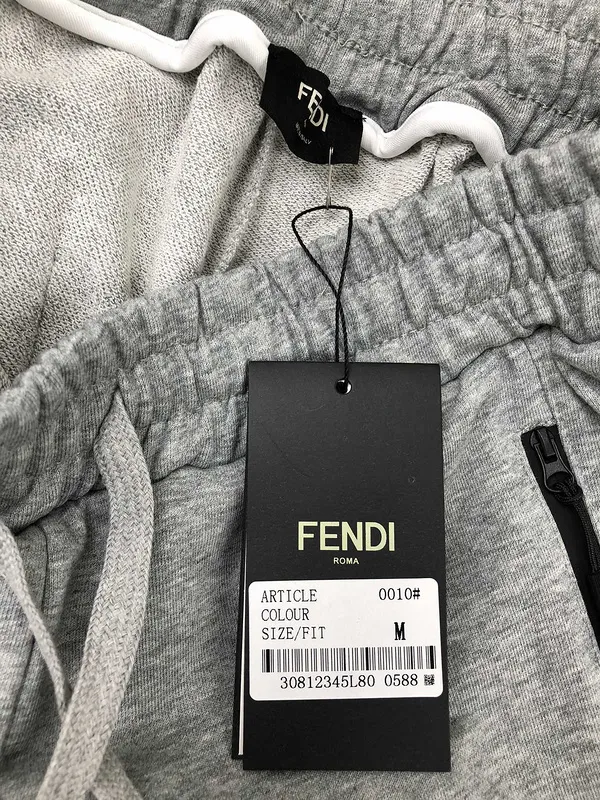 FENDI
FENDI
ROMA
ARTICLE 0010#
COLOUR
SIZE/FIT M
30812345L80 0588